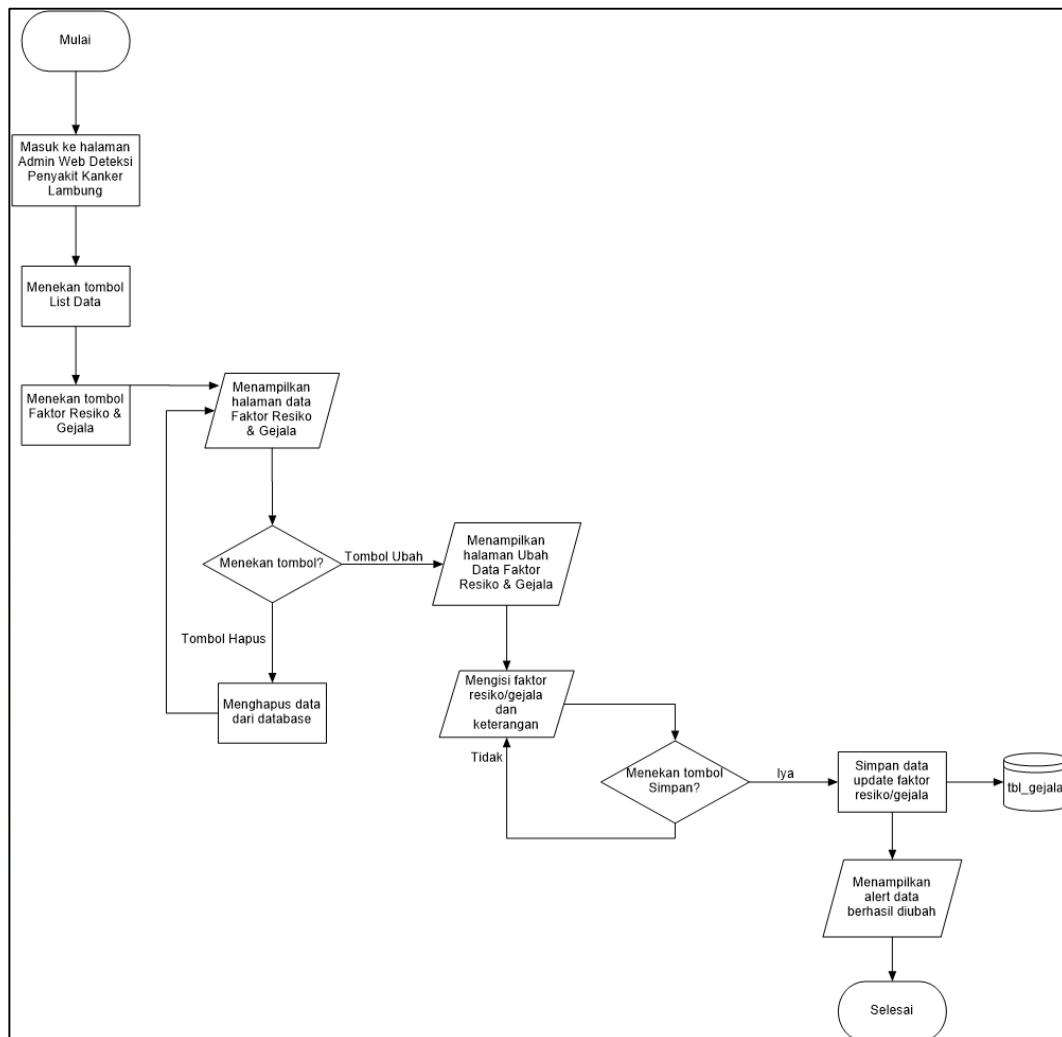 Mulai
Masuk ke halaman
Admin Web Deteksi
Penyakit Kanker
Lambung
Menekan tombol
List Data
Menekan tombol
Faktor Resiko &
Gejala
Menampilkan
halaman data
Faktor Resiko
& Gejala
Menekan tombol?
Tombol Ubah
Tombol Hapus
Menghapus data
dari database
Menampilkan
halaman Ubah
Data Faktor
Resiko & Gejala
Mengisi faktor
resiko/gejala
dan
keterangan
Tidak
Menekan tombol
Simpan?
Iya
Simpan data
update faktor
resiko/gejala
tbl_gejala
Menampilkan
alert data
berhasil diubah
Selesai